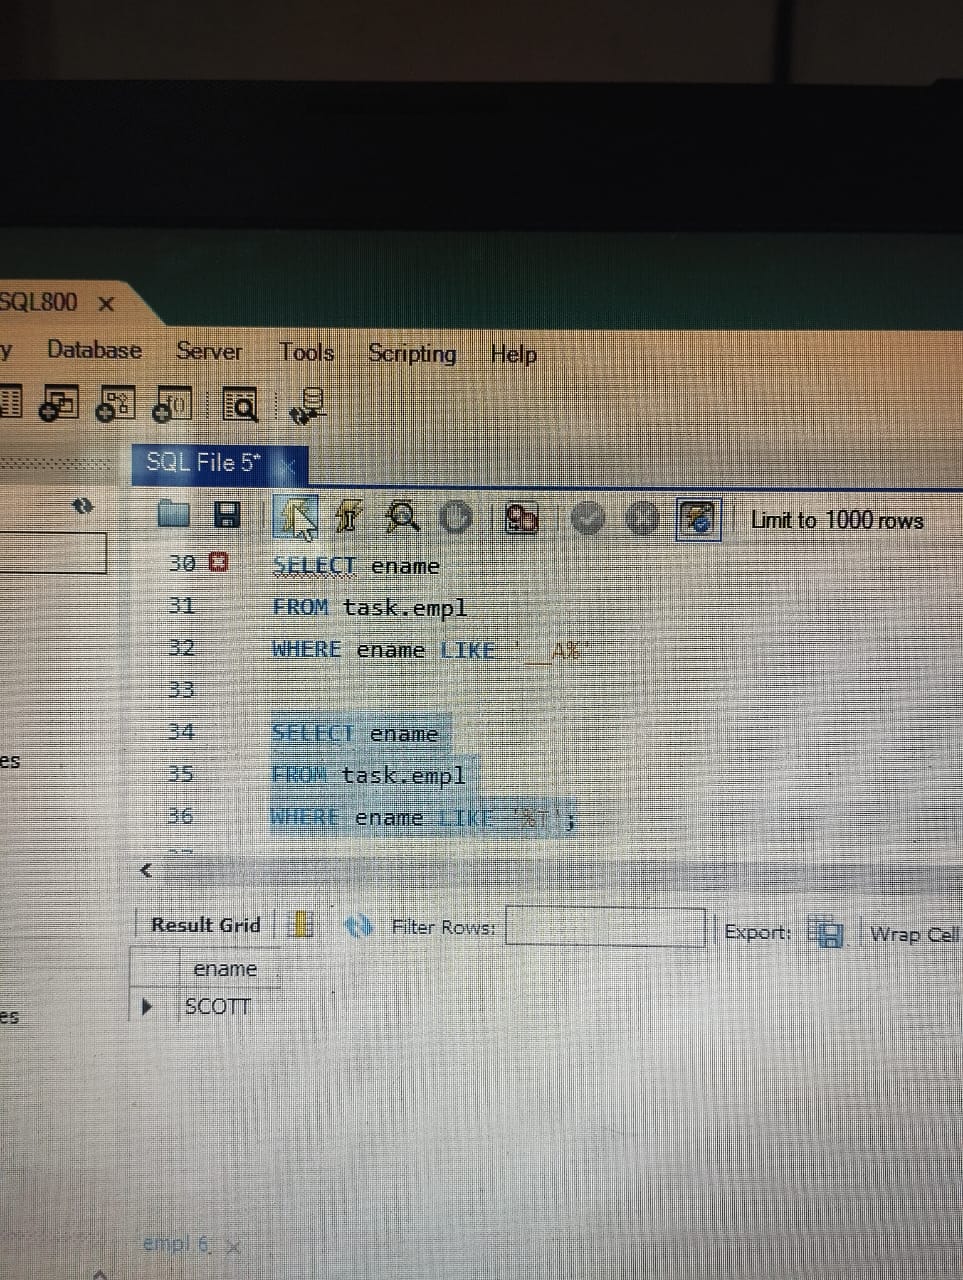 SQL800
y Database Server Tools Scripting Help
SQL File 5*
Limit to 1000 rows
30 SELECT ename
31 FROM task.empl
32 WHERE ename LIKE '__A%'
33
34 SELECT ename
35 FROM task.empl
36 WHERE ename LIKE '%T';
es
Result Grid Filter Rows: Export: Wrap Cell
ename
SCOTT
es
empl 6